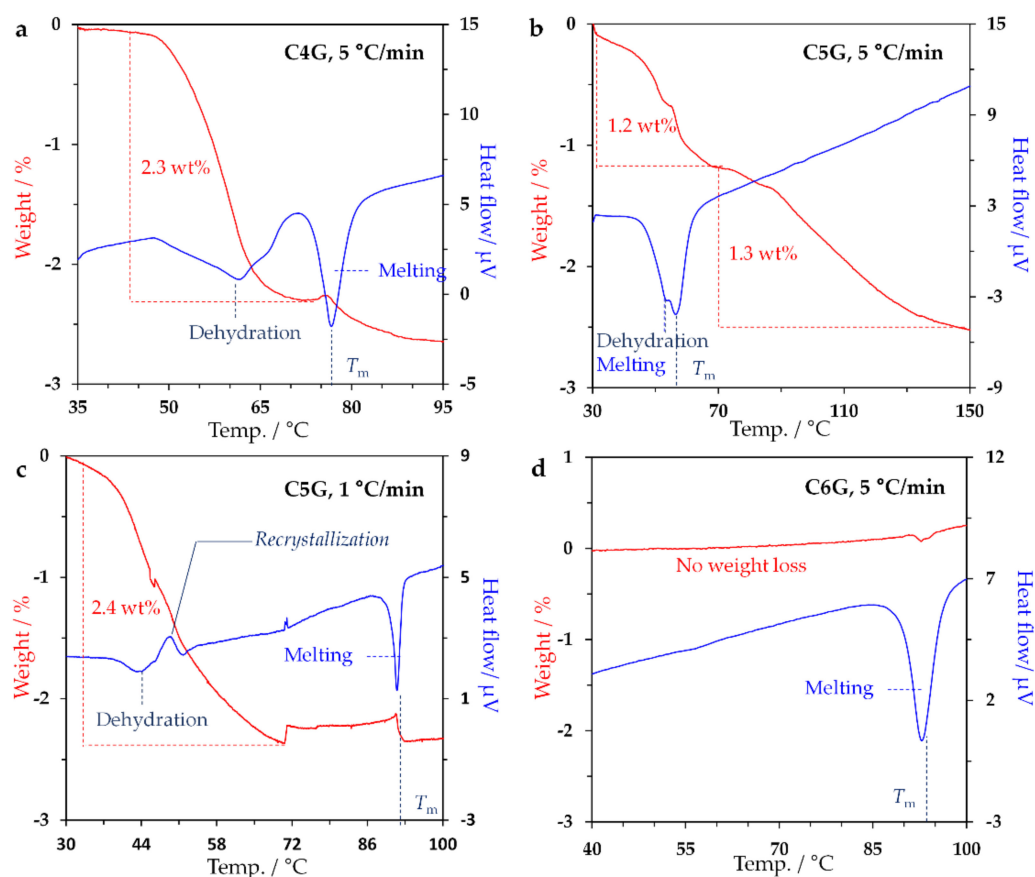 a
C4G, 5 °C/min
0
-1
-2
-3
Weight / %
15
10
5
0
-5
Heat flow/ µV
2.3 wt%
Melting
Dehydration
Tm
35 50 65 80 95
Temp. / °C
b
C5G, 5 °C/min
0
-1
-2
-3
Weight / %
15
9
3
-3
-9
Heat flow/ µV
1.2 wt%
1.3 wt%
Dehydration
Melting
Tm
30 70 110 150
Temp. / °C
c
C5G, 1 °C/min
0
-1
-2
-3
Weight / %
9
5
1
-3
Heat flow/ µV
Recrystallization
2.4 wt%
Melting
Dehydration
Tm
30 44 58 72 86 100
Temp. / °C
d
C6G, 5 °C/min
1
0
-1
-2
-3
Weight / %
12
7
2
-3
Heat flow/ µV
No weight loss
Melting
Tm
40 55 70 85 100
Temp. / °C